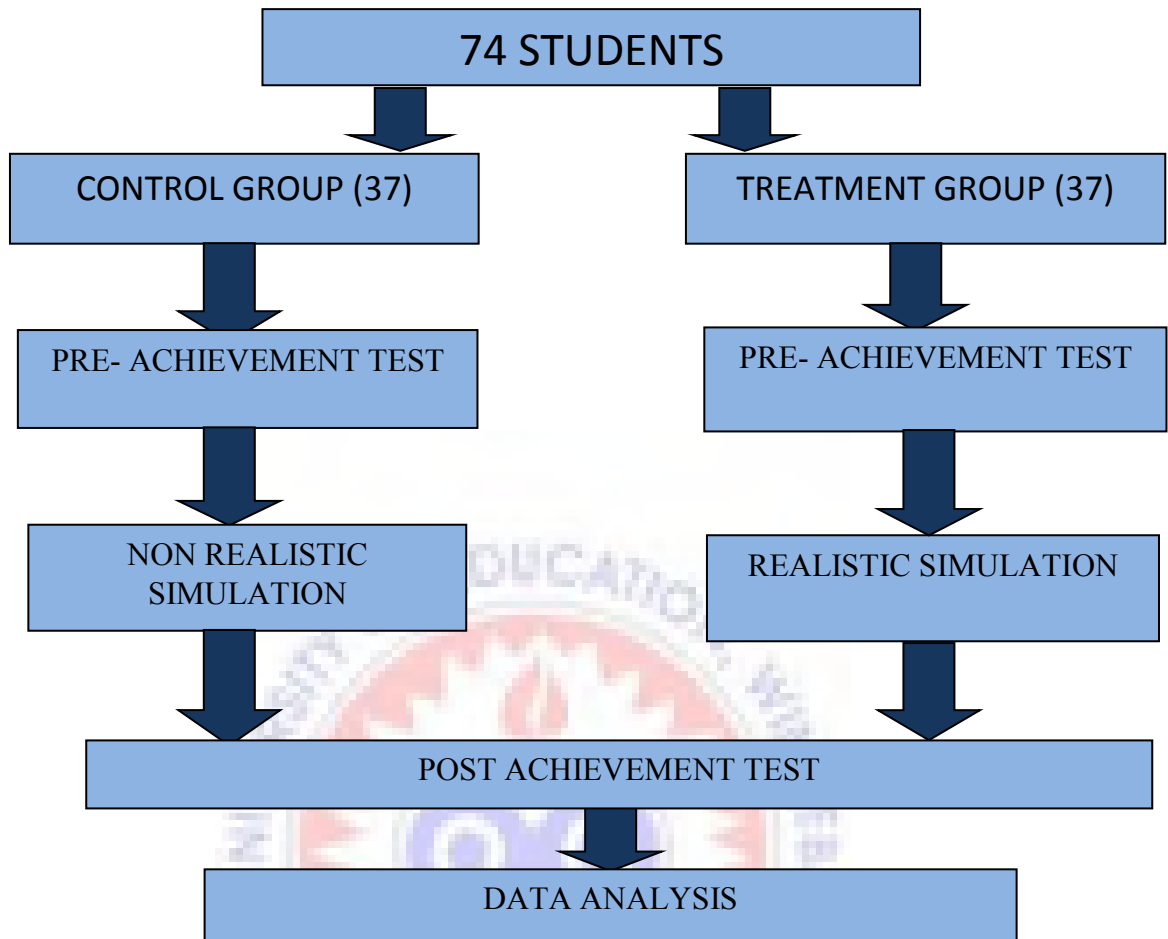 74 STUDENTS
CONTROL GROUP (37)
TREATMENT GROUP (37)
PRE- ACHIEVEMENT TEST
PRE- ACHIEVEMENT TEST
NON REALISTIC
SIMULATION
REALISTIC SIMULATION
POST ACHIEVEMENT TEST
DATA ANALYSIS